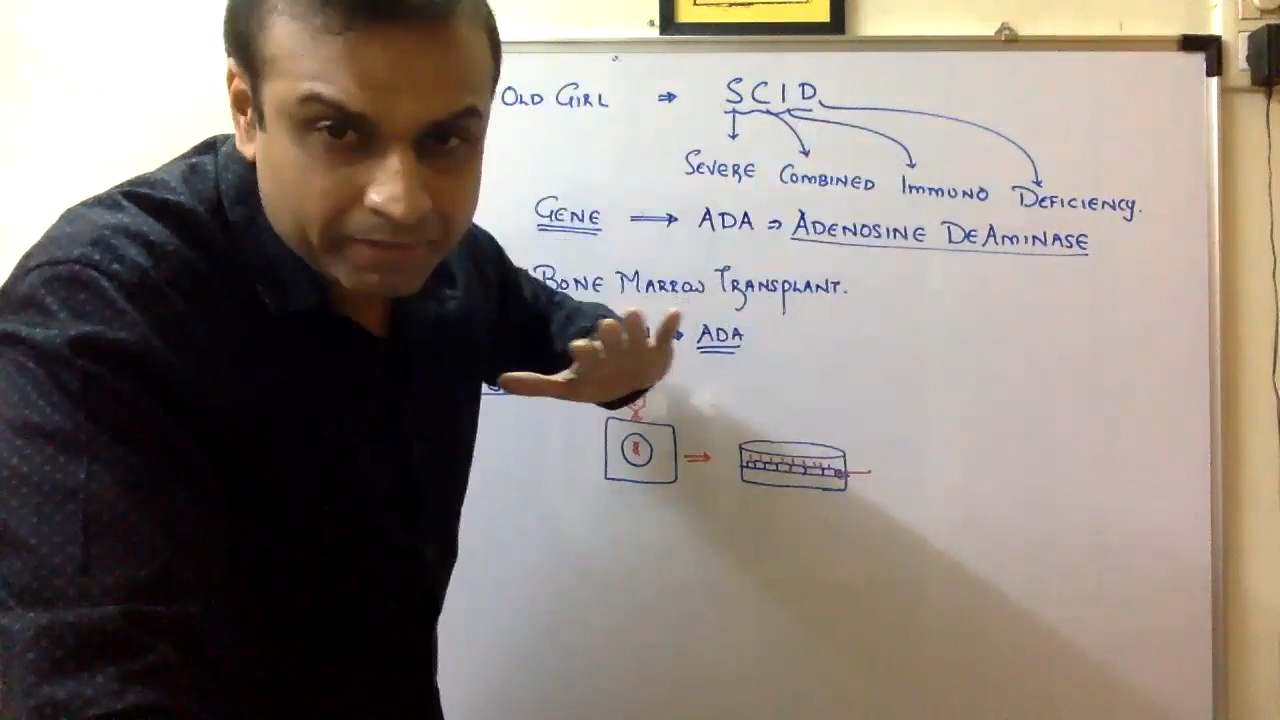 OLD GIRL ⇒ SCID
SEVERE COMBINED IMMUNO DEFICIENCY.
GENE ⟹ ADA ⇒ ADENOSINE DEAMINASE
BONE MARROW TRANSPLANT.
ADA